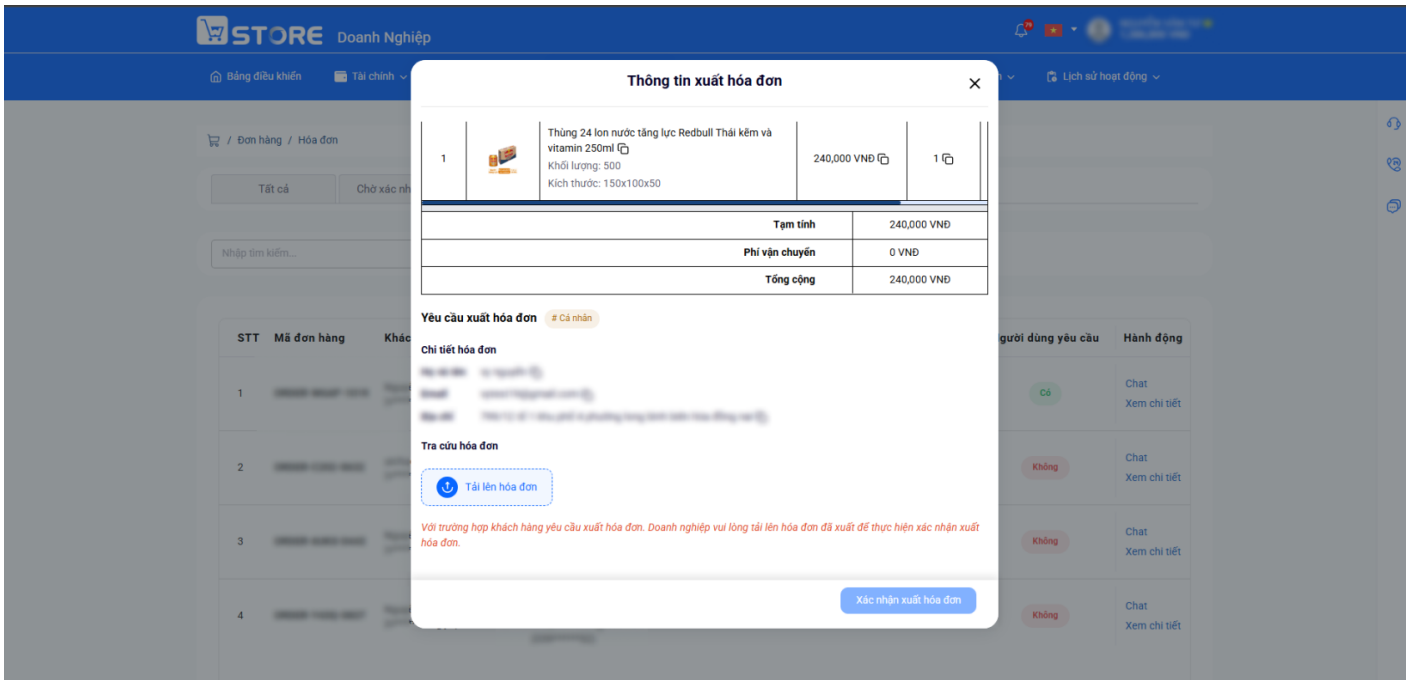 STORE Doanh Nghiệp
Bảng điều khiển Tài chính Lịch sử hoạt động
Thông tin xuất hóa đơn
/ Đơn hàng / Hóa đơn
Tất cả Chờ xác nh
Nhập tìm kiếm...
1 Thùng 24 lon nước tăng lực Redbull Thái kẽm và 240,000 VNĐ 1
vitamin 250ml
Khối lượng: 500
Kích thước: 150x100x50
Tạm tính 240,000 VNĐ
Phí vận chuyển 0 VNĐ
Tổng cộng 240,000 VNĐ
Yêu cầu xuất hóa đơn # Cá nhân
Chi tiết hóa đơn
Tra cứu hóa đơn
Tải lên hóa đơn
Với trường hợp khách hàng yêu cầu xuất hóa đơn. Doanh nghiệp vui lòng tải lên hóa đơn đã xuất để thực hiện xác nhận xuất
hóa đơn.
Xác nhận xuất hóa đơn
STT Mã đơn hàng Khác gười dùng yêu cầu Hành động
1 Có Chat
Xem chi tiết
2 Không Chat
Xem chi tiết
3 Không Chat
Xem chi tiết
4 Không Chat
Xem chi tiết